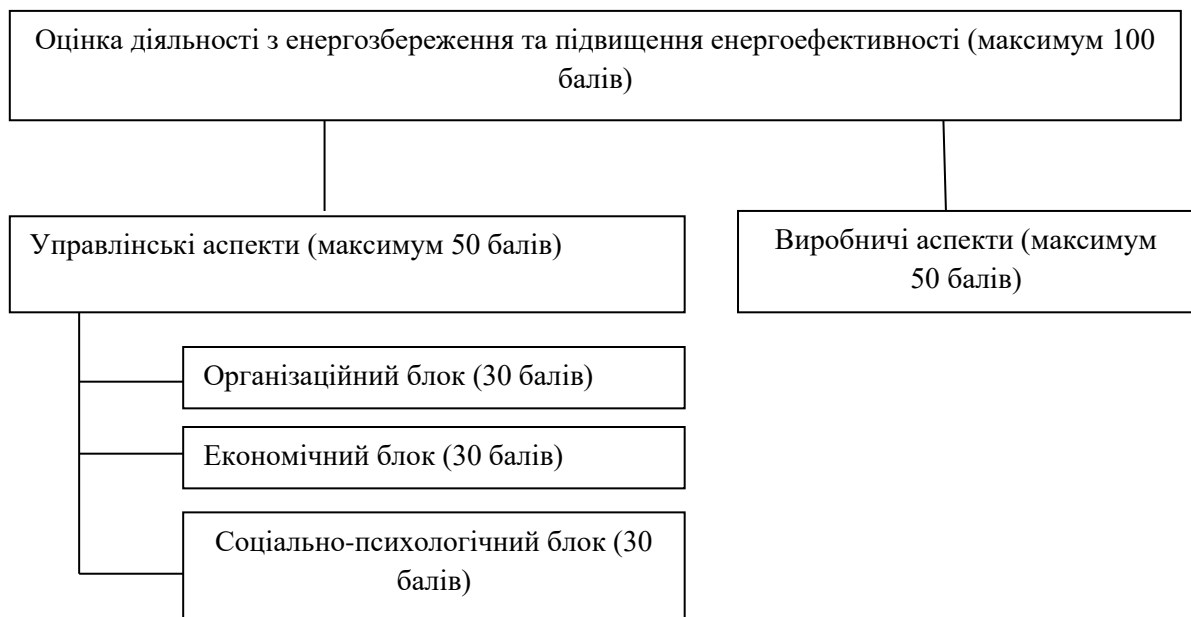 Оцінка діяльності з енергозбереження та підвищення енергоефективності (максимум 100
балів)
Управлінські аспекти (максимум 50 балів)
Виробничі аспекти (максимум
50 балів)
Організаційний блок (30 балів)
Економічний блок (30 балів)
Соціально-психологічний блок (30
балів)